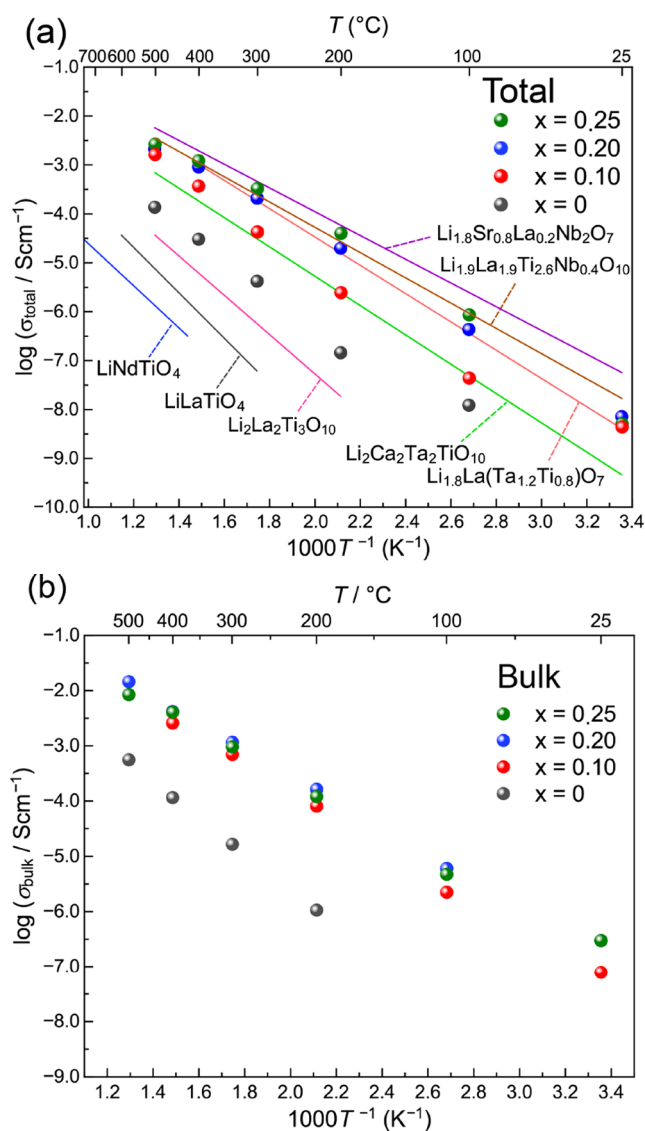 (a)
T (°C)
700 600 500 400 300 200 100 25
−1.0
−2.0
−3.0
−4.0
−5.0
−6.0
−7.0
−8.0
−9.0
−10.0
log (σtotal / Scm⁻¹)
Total
x = 0.25
x = 0.20
x = 0.10
x = 0
Li₁.₈Sr₀.₈La₀.₂Nb₂O₇
Li₁.₉La₁.₉Ti₂.₆Nb₀.₄O₁₀
LiNdTiO₄
LiLaTiO₄
Li₂La₂Ti₃O₁₀
Li₂Ca₂Ta₂TiO₁₀
Li₁.₈La(Ta₁.₂Ti₀.₈)O₇
1.0 1.2 1.4 1.6 1.8 2.0 2.2 2.4 2.6 2.8 3.0 3.2 3.4
1000T ⁻¹ (K⁻¹)
(b)
T / °C
500 400 300 200 100 25
−1.0
−2.0
−3.0
−4.0
−5.0
−6.0
−7.0
−8.0
−9.0
log (σbulk / Scm⁻¹)
Bulk
x = 0.25
x = 0.20
x = 0.10
x = 0
1.2 1.4 1.6 1.8 2.0 2.2 2.4 2.6 2.8 3.0 3.2 3.4
1000T ⁻¹ (K⁻¹)